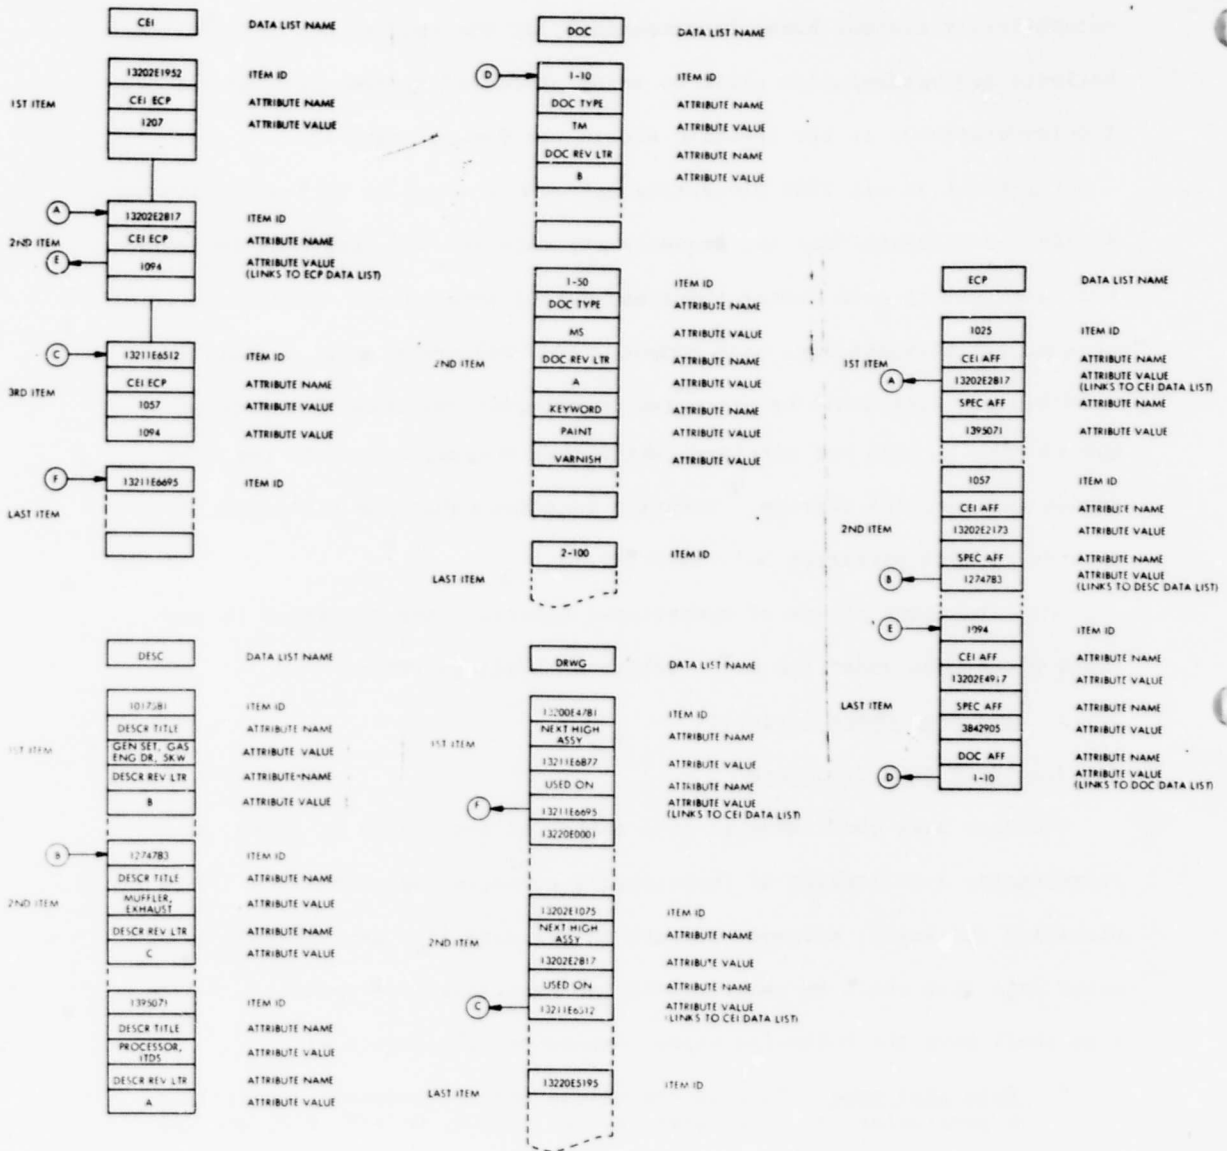 CEI DATA LIST NAME
13202E1952 ITEM ID
1ST ITEM CEI ECP ATTRIBUTE NAME
1207 ATTRIBUTE VALUE
A 13202E2817 ITEM ID
2ND ITEM CEI ECP ATTRIBUTE NAME
E 1094 ATTRIBUTE VALUE
(LINKS TO ECP DATA LIST)
C 13211E6512 ITEM ID
3RD ITEM CEI ECP ATTRIBUTE NAME
1057 ATTRIBUTE VALUE
1094 ATTRIBUTE VALUE
F 13211E6695 ITEM ID
LAST ITEM
DOC DATA LIST NAME
D 1-10 ITEM ID
DOC TYPE ATTRIBUTE NAME
TM ATTRIBUTE VALUE
DOC REV LTR ATTRIBUTE NAME
B ATTRIBUTE VALUE
1-50 ITEM ID
DOC TYPE ATTRIBUTE NAME
MS ATTRIBUTE VALUE
2ND ITEM DOC REV LTR ATTRIBUTE NAME
A ATTRIBUTE VALUE
KEYWORD ATTRIBUTE NAME
PAINT ATTRIBUTE VALUE
VARNISH ATTRIBUTE VALUE
2-100 ITEM ID
LAST ITEM
ECP DATA LIST NAME
1025 ITEM ID
1ST ITEM CEI AFF ATTRIBUTE NAME
A 13202E2817 ATTRIBUTE VALUE
(LINKS TO CEI DATA LIST)
SPEC AFF ATTRIBUTE NAME
1395071 ATTRIBUTE VALUE
1057 ITEM ID
CEI AFF ATTRIBUTE NAME
2ND ITEM 13202E2173 ATTRIBUTE VALUE
SPEC AFF ATTRIBUTE NAME
B 1274783 ATTRIBUTE VALUE
(LINKS TO DESC DATA LIST)
E 1094 ITEM ID
CEI AFF ATTRIBUTE NAME
13202E4917 ATTRIBUTE VALUE
LAST ITEM SPEC AFF ATTRIBUTE NAME
3842905 ATTRIBUTE VALUE
DOC AFF ATTRIBUTE NAME
D 1-10 ATTRIBUTE VALUE
(LINKS TO DOC DATA LIST)
DESC DATA LIST NAME
1017581 ITEM ID
DESCR TITLE ATTRIBUTE NAME
1ST ITEM GEN SET, GAS
ENG DR, 5KW ATTRIBUTE VALUE
DESCR REV LTR ATTRIBUTE NAME
B ATTRIBUTE VALUE
B 1274783 ITEM ID
DESCR TITLE ATTRIBUTE NAME
2ND ITEM MUFFLER,
EXHAUST ATTRIBUTE VALUE
DESCR REV LTR ATTRIBUTE NAME
C ATTRIBUTE VALUE
1395071 ITEM ID
DESCR TITLE ATTRIBUTE NAME
PROCESSOR,
ITDS ATTRIBUTE VALUE
DESCR REV LTR ATTRIBUTE NAME
A ATTRIBUTE VALUE
DRWG DATA LIST NAME
13200E4781 ITEM ID
1ST ITEM NEXT HIGH
ASSY ATTRIBUTE NAME
13211E6877 ATTRIBUTE VALUE
USED ON ATTRIBUTE NAME
F 13211E6695 ATTRIBUTE VALUE
(LINKS TO CEI DATA LIST)
13220E0001
13202E1075 ITEM ID
2ND ITEM NEXT HIGH
ASSY ATTRIBUTE NAME
13202E2817 ATTRIBUTE VALUE
USED ON ATTRIBUTE NAME
C 13211E6512 ATTRIBUTE VALUE
(LINKS TO CEI DATA LIST)
13220E5195 ITEM ID
LAST ITEM